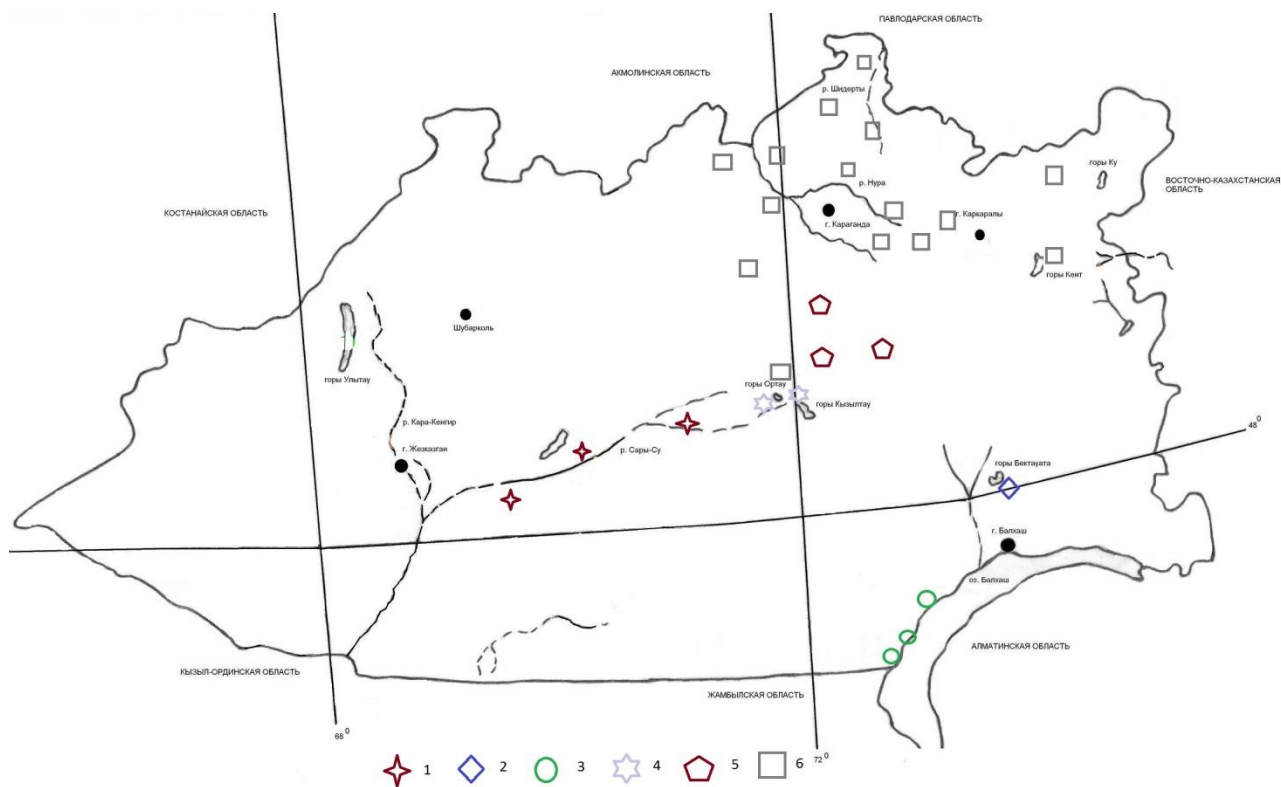 ПАВЛОДАРСКАЯ ОБЛАСТЬ
АКМОЛИНСКАЯ ОБЛАСТЬ
р. Шидерты
горы Ку
р. Нура
ВОСТОЧНО-КАЗАХСТАНСКАЯ
ОБЛАСТЬ
КОСТАНАЙСКАЯ ОБЛАСТЬ
г. Караганда
г. Каркаралы
горы Кент
Шубарколь
горы Улытау
горы Ортау
горы Кызылтау
р. Кара-Кенгир
г. Жезказган
р. Сары-Су
48⁰
горы Бектауата
г. Балхаш
оз. Балхаш
АЛМАТИНСКАЯ ОБЛАСТЬ
КЫЗЫЛ-ОРДИНСКАЯ ОБЛАСТЬ
ЖАМБЫЛСКАЯ ОБЛАСТЬ
68⁰
72⁰
1 2 3 4 5 6